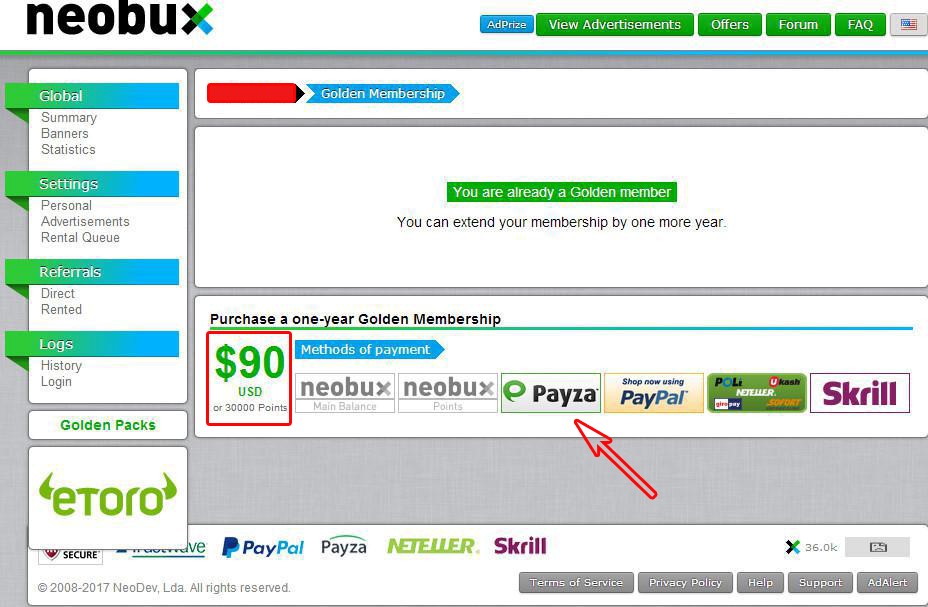 neobux
AdPrize
View Advertisements
Offers
Forum
FAQ
Global
Summary
Banners
Statistics
Settings
Personal
Advertisements
Rental Queue
Referrals
Direct
Rented
Logs
History
Login
Golden Packs
etoro
Golden Membership
You are already a Golden member
You can extend your membership by one more year.
Purchase a one-year Golden Membership
$90
USD
or 30000 Points
Methods of payment
neobux
Main Balance
neobux
Points
Payza
Shop now using
PayPal
POLi Ukash
NETELLER
giropay SOFORT
Skrill
SECURE
Trustwave
PayPal
Payza
NETELLER
Skrill
36.0k
© 2008-2017 NeoDev, Lda. All rights reserved.
Terms of Service
Privacy Policy
Help
Support
AdAlert